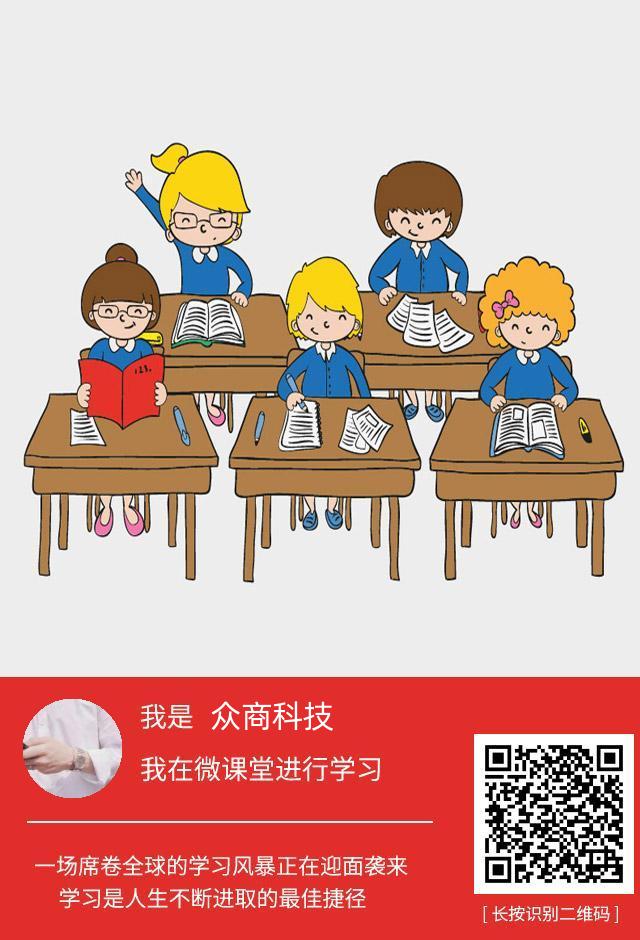 123.
我是 众商科技
我在微课堂进行学习
一场席卷全球的学习风暴正在迎面袭来
学习是人生不断进取的最佳捷径
[ 长按识别二维码 ]